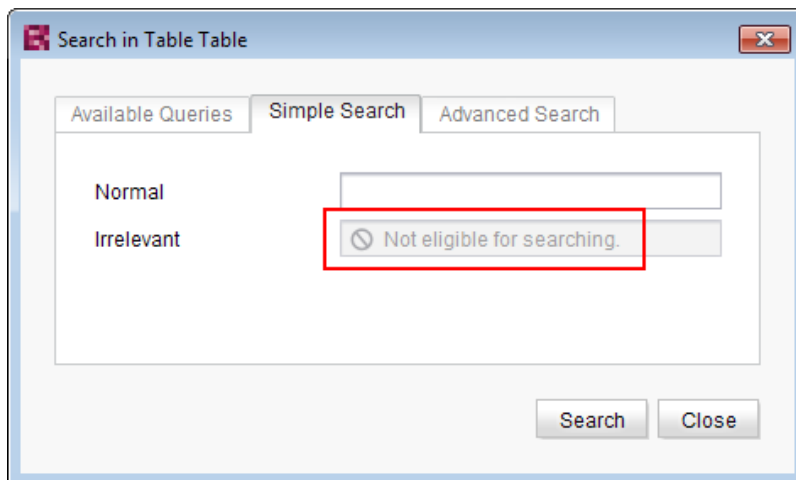 Search in Table Table
Available Queries
Simple Search
Advanced Search
Normal
Irrelevant
Not eligible for searching.
Search
Close